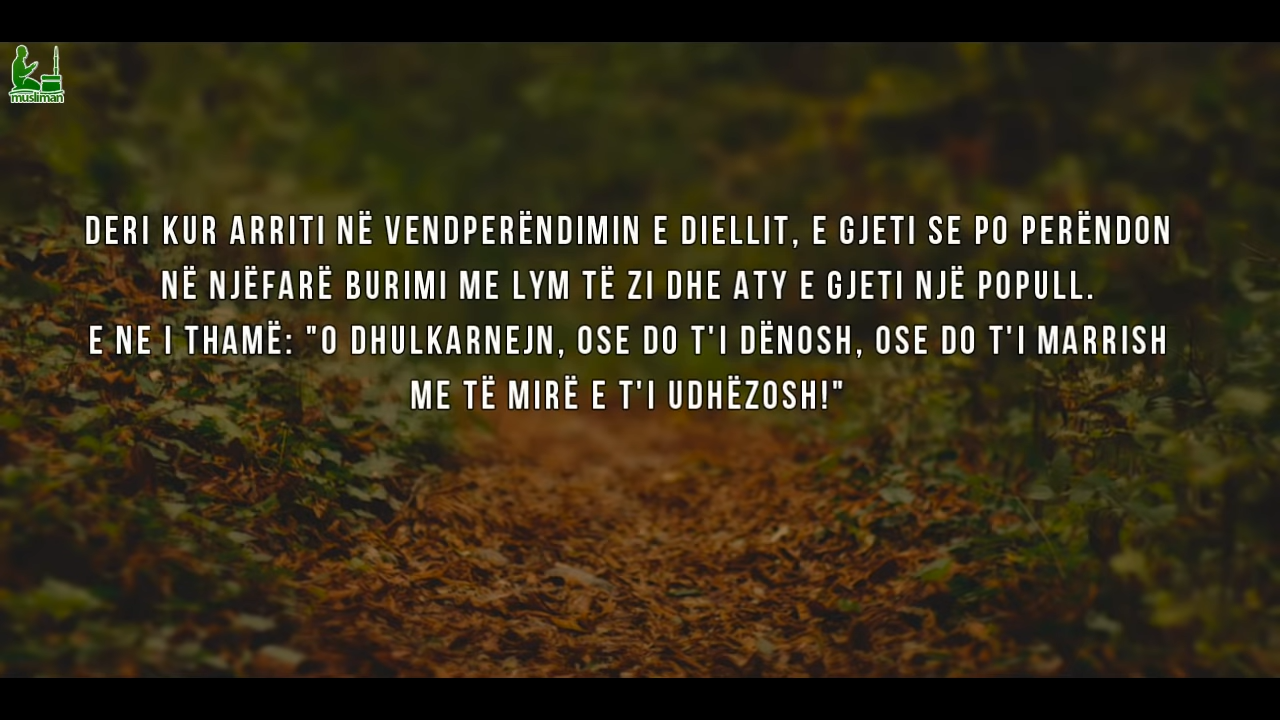 musliman
DERI KUR ARRITI NË VENDPERËNDIMIN E DIELLIT, E GJETI SE PO PERËNDON
NË NJËFARË BURIMI ME LYM TË ZI DHE ATY E GJETI NJË POPULL.
E NE I THAMË: "O DHULKARNEJN, OSE DO T'I DËNOSH, OSE DO T'I MARRISH
ME TË MIRË E T'I UDHËZOSH!"